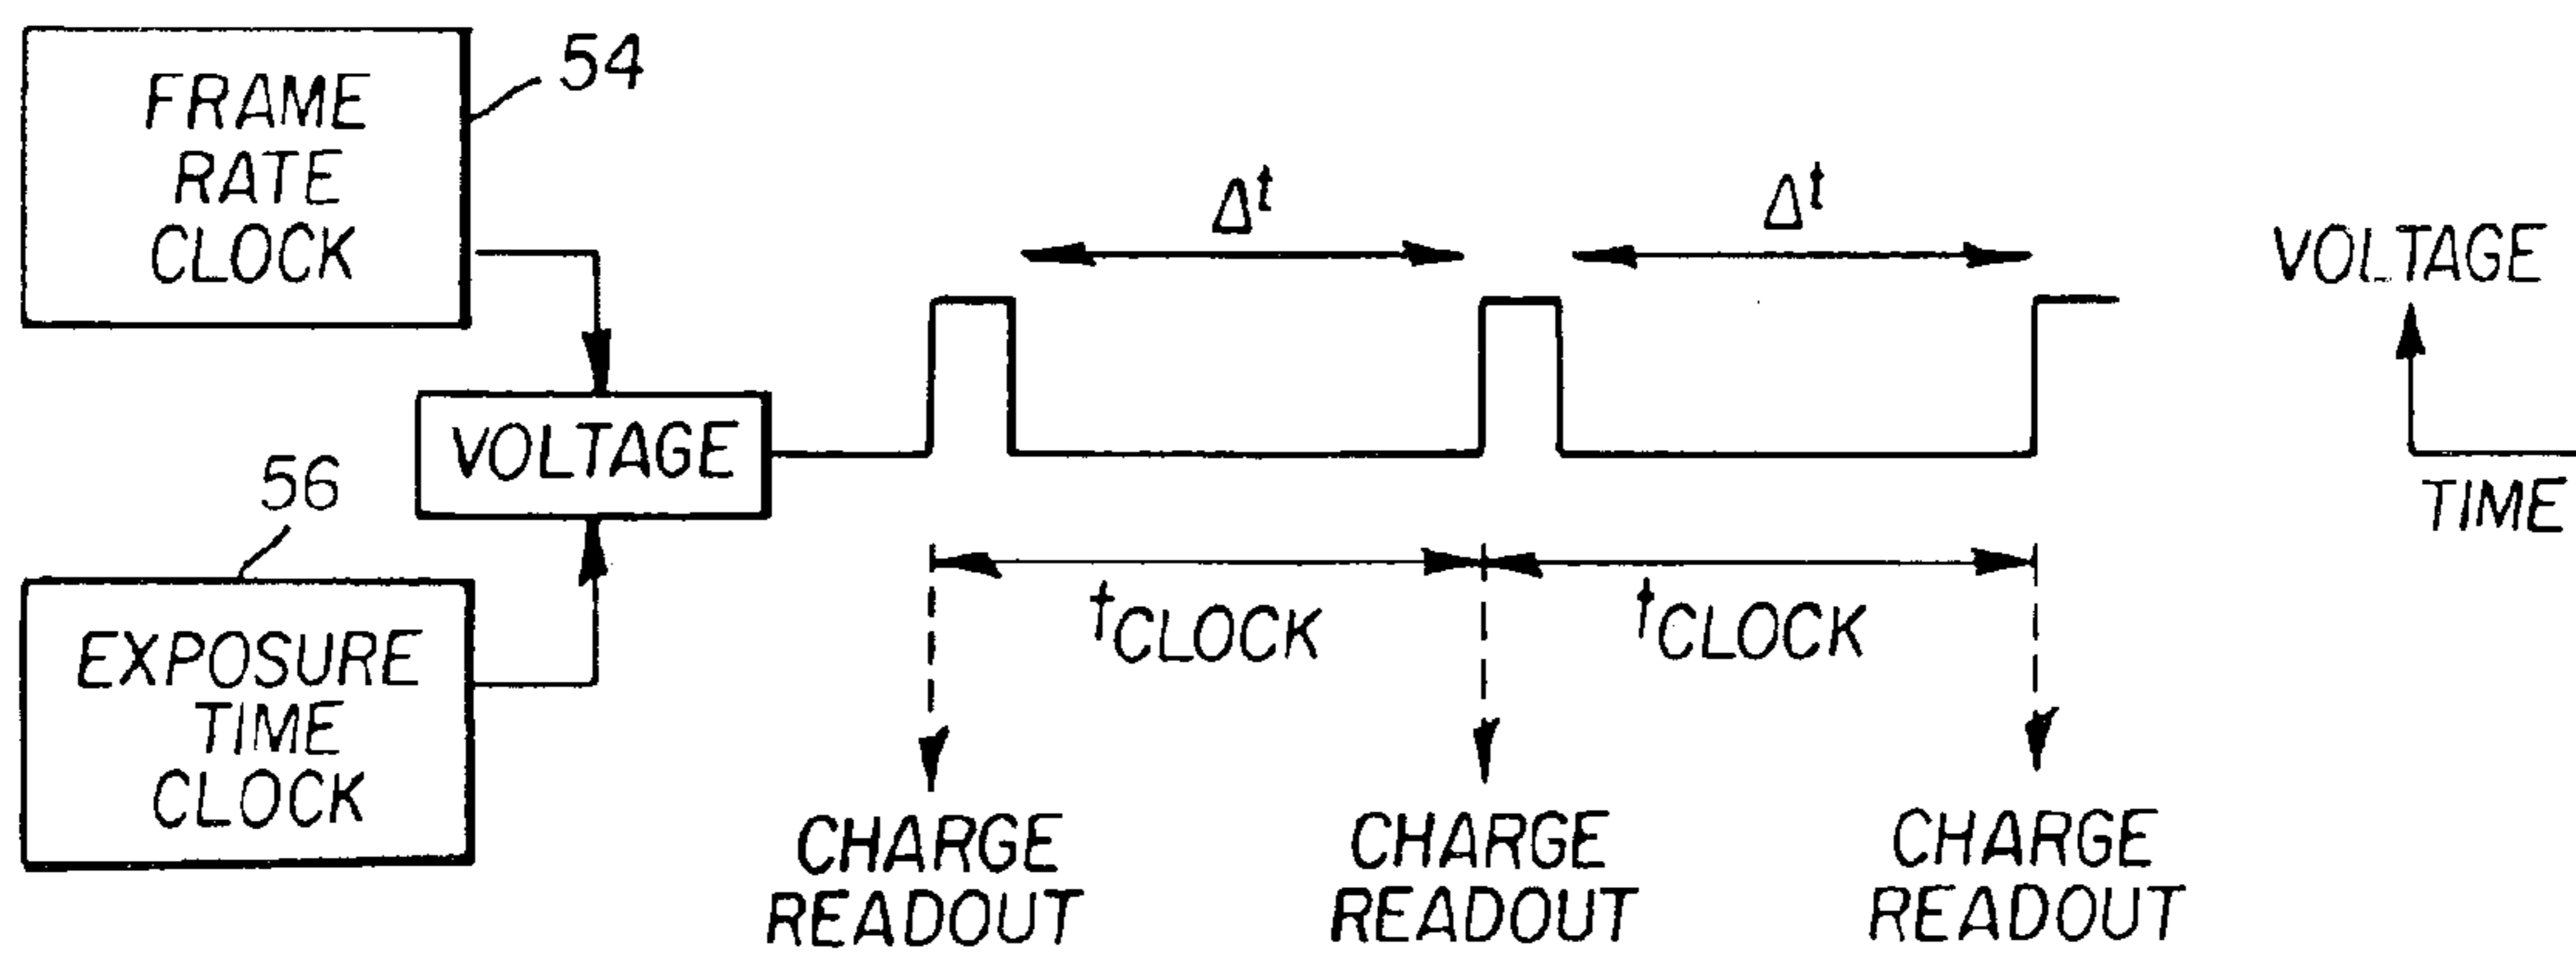 FRAME
RATE
CLOCK
54
Δt
Δt
VOLTAGE
VOLTAGE
56
TIME
tCLOCK
tCLOCK
EXPOSURE
TIME
CLOCK
CHARGE
READOUT
CHARGE
READOUT
CHARGE
READOUT